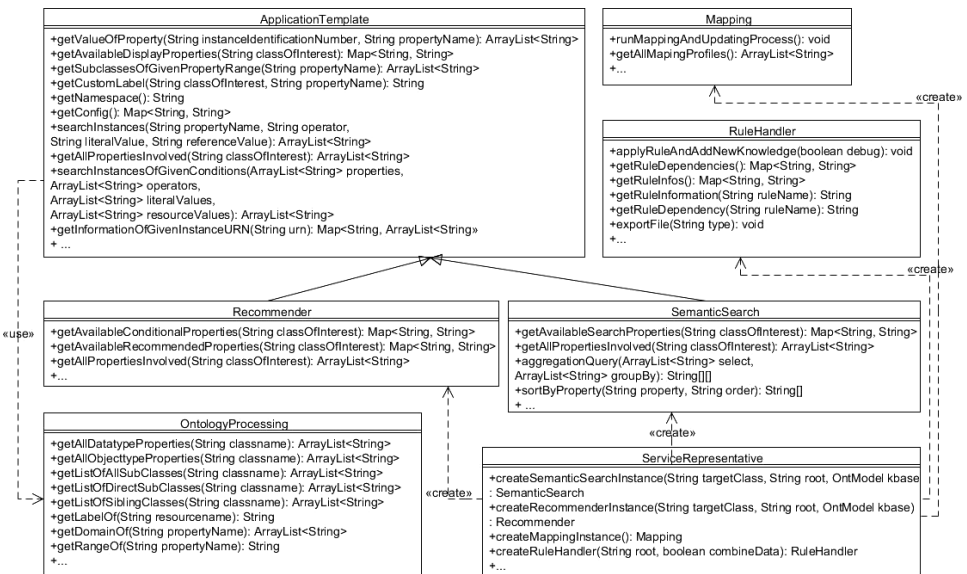 ApplicationTemplate
+getValueOfProperty(String instanceIdentificationNumber, String propertyName): ArrayList<String>
+getAvailableDisplayProperties(String classOfInterest): Map<String, String>
+getSubclassesOfGivenPropertyRange(String propertyName): ArrayList<String>
+getCustomLabel(String classOfInterest, String propertyName): String
+getNamespace(): String
+getConfig(): Map<String, String>
+searchInstances(String propertyName, String operator,
String literalValue, String referenceValue): ArrayList<String>
+getAllPropertiesInvolved(String classOfInterest): ArrayList<String>
+searchInstancesOfGivenConditions(ArrayList<String> properties,
ArrayList<String> operators,
ArrayList<String> literalValues,
ArrayList<String> resourceValues): ArrayList<String>
+getInformationOfGivenInstanceURN(String urn): Map<String, ArrayList<String»
+ ...
Mapping
+runMappingAndUpdatingProcess(): void
+getAllMapingProfiles(): ArrayList<String>
+...
«create»
RuleHandler
+applyRuleAndAddNewKnowledge(boolean debug): void
+getRuleDependencies(): Map<String, String>
+getRuleInfos(): Map<String, String>
+getRuleInformation(String ruleName): String
+getRuleDependency(String ruleName): String
+exportFile(String type): void
+...
«create»
«use»
Recommender
+getAvailableConditionalProperties(String classOfInterest): Map<String, String>
+getAvailableRecommendedProperties(String classOfInterest): Map<String, String>
+getAllPropertiesInvolved(String classOfInterest): ArrayList<String>
+...
SemanticSearch
+getAvailableSearchProperties(String classOfInterest): Map<String, String>
+getAllPropertiesInvolved(String classOfInterest): ArrayList<String>
+aggregationQuery(ArrayList<String> select,
ArrayList<String> groupBy): String[][]
+sortByProperty(String property, String order): String[]
+ ...
«create»
OntologyProcessing
+getAllDatatypeProperties(String classname): ArrayList<String>
+getAllObjecttypeProperties(String classname): ArrayList<String>
+getListOfAllSubClasses(String classname): ArrayList<String>
+getListOfDirectSubClasses(String classname): ArrayList<String>
+getListOfSiblingClasses(String classname): ArrayList<String>
+getLabelOf(String resourcename): String
+getDomainOf(String propertyName): ArrayList<String>
+getRangeOf(String propertyName): String
+...
«create»
ServiceRepresentative
+createSemanticSearchInstance(String targetClass, String root, OntModel kbase)
: SemanticSearch
+createRecommenderInstance(String targetClass, String root, OntModel kbase)
: Recommender
+createMappingInstance(): Mapping
+createRuleHandler(String root, boolean combineData): RuleHandler
+...